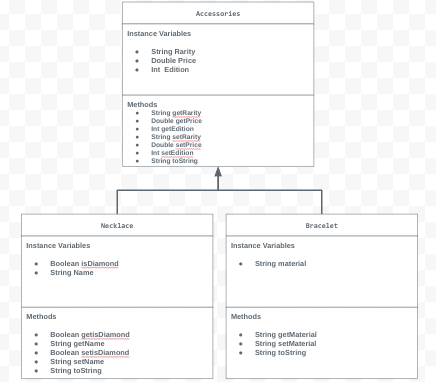 Accessories
Instance Variables
● String Rarity
● Double Price
● Int Edition
Methods
● String getRarity
● Double getPrice
● Int getEdition
● String setRarity
● Double setPrice
● Int setEdition
● String toString
Necklace
Instance Variables
● Boolean isDiamond
● String Name
Methods
● Boolean getisDiamond
● String getName
● Boolean setisDiamond
● String setName
● String toString
Bracelet
Instance Variables
● String material
Methods
● String getMaterial
● String setMaterial
● String toString